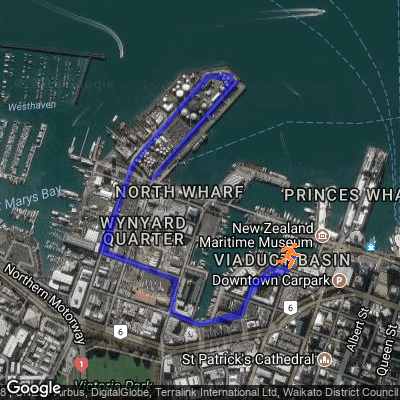 Westhaven
Marys Bay
NORTH WHARF
PRINCES WHA
WYNYARD
QUARTER
New Zealand
Maritime Museum
VIADUCT BASIN
Downtown Carpark
P
Northern Motorway
6
6
1
Albert St
Queen St
St Patrick's Cathedral
Victoria Park
Google
urbus, DigitalGlobe, Terralink International Ltd, Waikato District Council